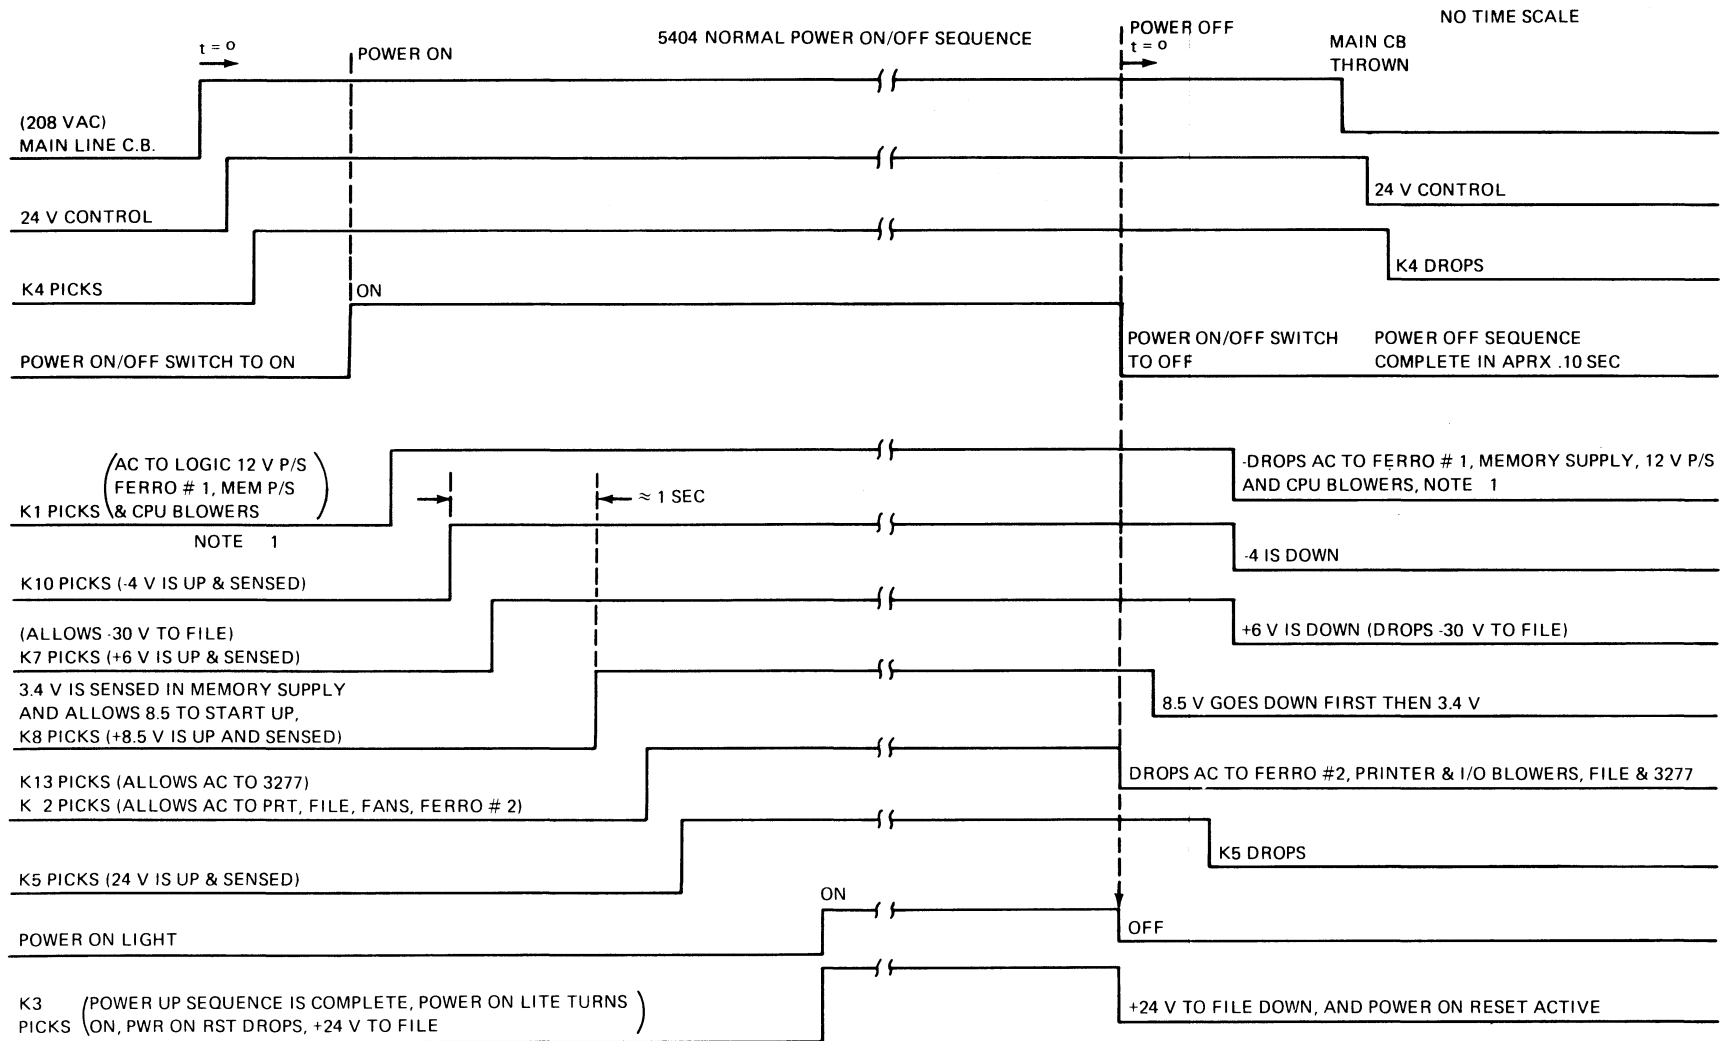 NO TIME SCALE
5404 NORMAL POWER ON/OFF SEQUENCE
t = o
POWER ON
POWER OFF
t = o
MAIN CB
THROWN
(208 VAC)
MAIN LINE C.B.
24 V CONTROL
24 V CONTROL
K4 PICKS
K4 DROPS
ON
POWER ON/OFF SWITCH TO ON
POWER ON/OFF SWITCH
TO OFF
POWER OFF SEQUENCE
COMPLETE IN APRX .10 SEC
(AC TO LOGIC 12 V P/S
FERRO # 1, MEM P/S
K1 PICKS & CPU BLOWERS)
NOTE 1
≈ 1 SEC
-DROPS AC TO FERRO # 1, MEMORY SUPPLY, 12 V P/S
AND CPU BLOWERS, NOTE 1
K10 PICKS (-4 V IS UP & SENSED)
-4 IS DOWN
(ALLOWS -30 V TO FILE)
K7 PICKS (+6 V IS UP & SENSED)
+6 V IS DOWN (DROPS -30 V TO FILE)
3.4 V IS SENSED IN MEMORY SUPPLY
AND ALLOWS 8.5 TO START UP,
K8 PICKS (+8.5 V IS UP AND SENSED)
8.5 V GOES DOWN FIRST THEN 3.4 V
K13 PICKS (ALLOWS AC TO 3277)
K 2 PICKS (ALLOWS AC TO PRT, FILE, FANS, FERRO # 2)
DROPS AC TO FERRO #2, PRINTER & I/O BLOWERS, FILE & 3277
K5 PICKS (24 V IS UP & SENSED)
K5 DROPS
ON
POWER ON LIGHT
OFF
K3 (POWER UP SEQUENCE IS COMPLETE, POWER ON LITE TURNS
PICKS ON, PWR ON RST DROPS, +24 V TO FILE)
+24 V TO FILE DOWN, AND POWER ON RESET ACTIVE